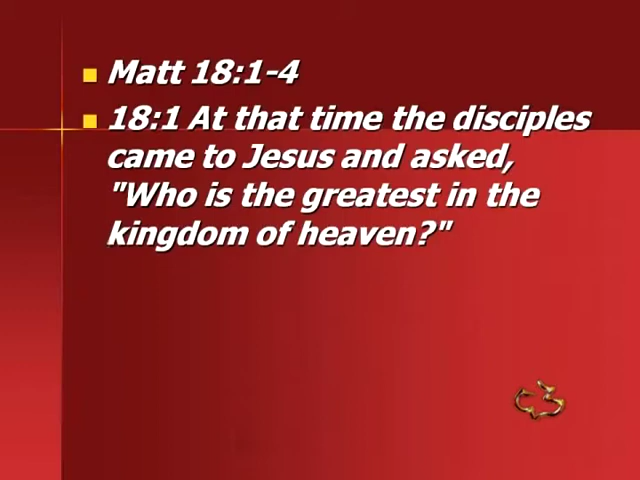 Matt 18:1-4
18:1 At that time the disciples
came to Jesus and asked,
"Who is the greatest in the
kingdom of heaven?"